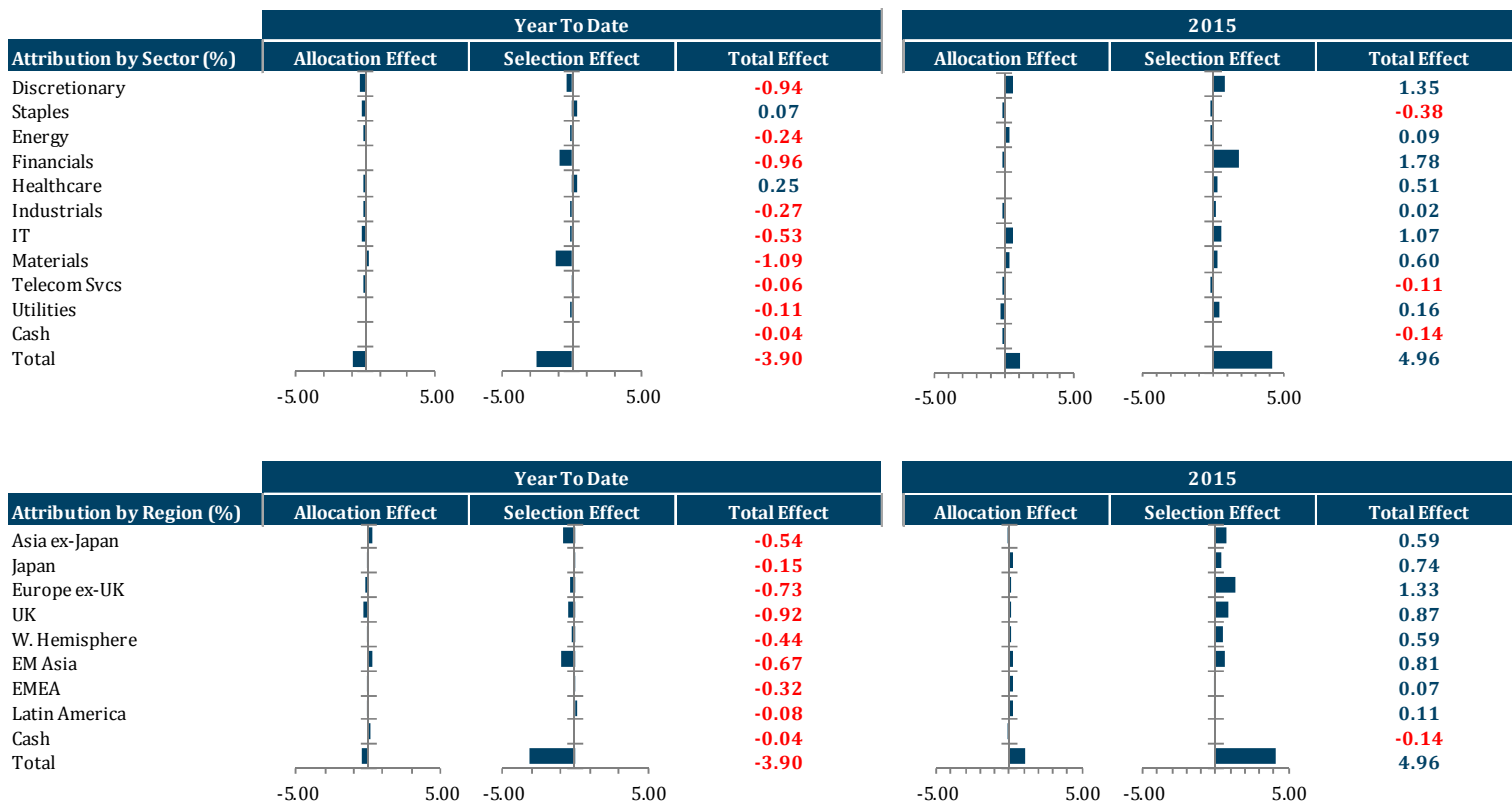 Year To Date 2015
Attribution by Sector (%) Allocation Effect Selection Effect Total Effect Allocation Effect Selection Effect Total Effect
Discretionary -0.94 1.35
Staples 0.07 -0.38
Energy -0.24 0.09
Financials -0.96 1.78
Healthcare 0.25 0.51
Industrials -0.27 0.02
IT -0.53 1.07
Materials -1.09 0.60
Telecom Svcs -0.06 -0.11
Utilities -0.11 0.16
Cash -0.04 -0.14
Total -3.90 4.96
-5.00 5.00 -5.00 5.00 -5.00 5.00 -5.00 5.00
Year To Date 2015
Attribution by Region (%) Allocation Effect Selection Effect Total Effect Allocation Effect Selection Effect Total Effect
Asia ex-Japan -0.54 0.59
Japan -0.15 0.74
Europe ex-UK -0.73 1.33
UK -0.92 0.87
W. Hemisphere -0.44 0.59
EM Asia -0.67 0.81
EMEA -0.32 0.07
Latin America -0.08 0.11
Cash -0.04 -0.14
Total -3.90 4.96
-5.00 5.00 -5.00 5.00 -5.00 5.00 -5.00 5.00